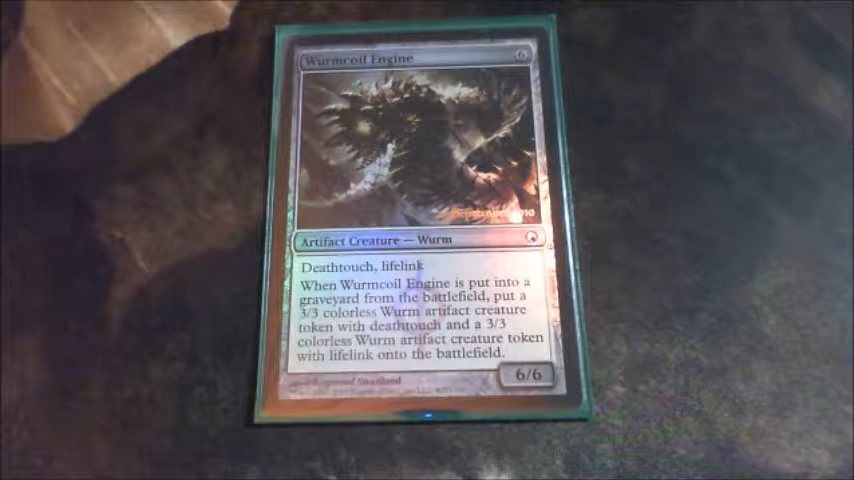 Wurmcoil Engine 6
Artifact Creature — Wurm
Deathtouch, lifelink
When Wurmcoil Engine is put into a
graveyard from the battlefield, put a
3/3 colorless Wurm artifact creature
token with deathtouch and a 3/3
colorless Wurm artifact creature token
with lifelink onto the battlefield.
6/6